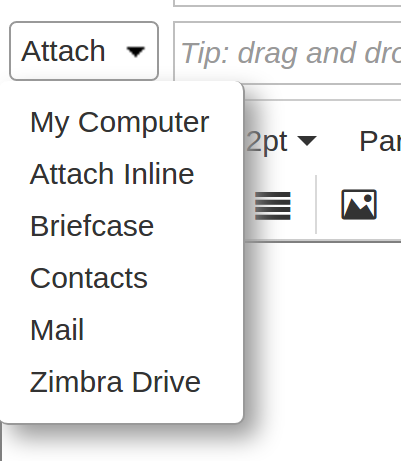 Attach
Tip: drag and dro
My Computer
2pt
Par
Attach Inline
Briefcase
Contacts
Mail
Zimbra Drive